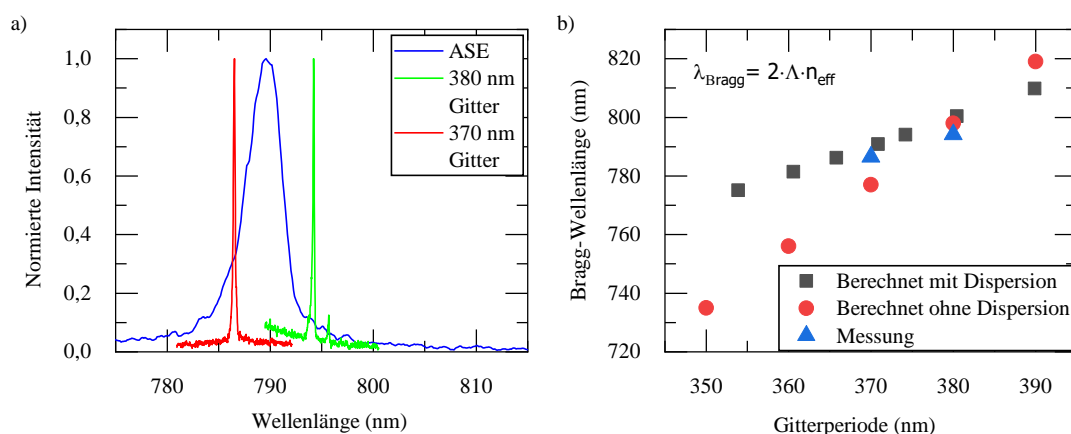 a)
1,0
0,8
0,6
0,4
0,2
0,0
Normierte Intensität
780
790
800
810
Wellenlänge (nm)
ASE
380 nm
Gitter
370 nm
Gitter
b)
820
800
780
760
740
720
Bragg-Wellenlänge (nm)
λBragg = 2·Λ·neff
Berechnet mit Dispersion
Berechnet ohne Dispersion
Messung
350
360
370
380
390
Gitterperiode (nm)